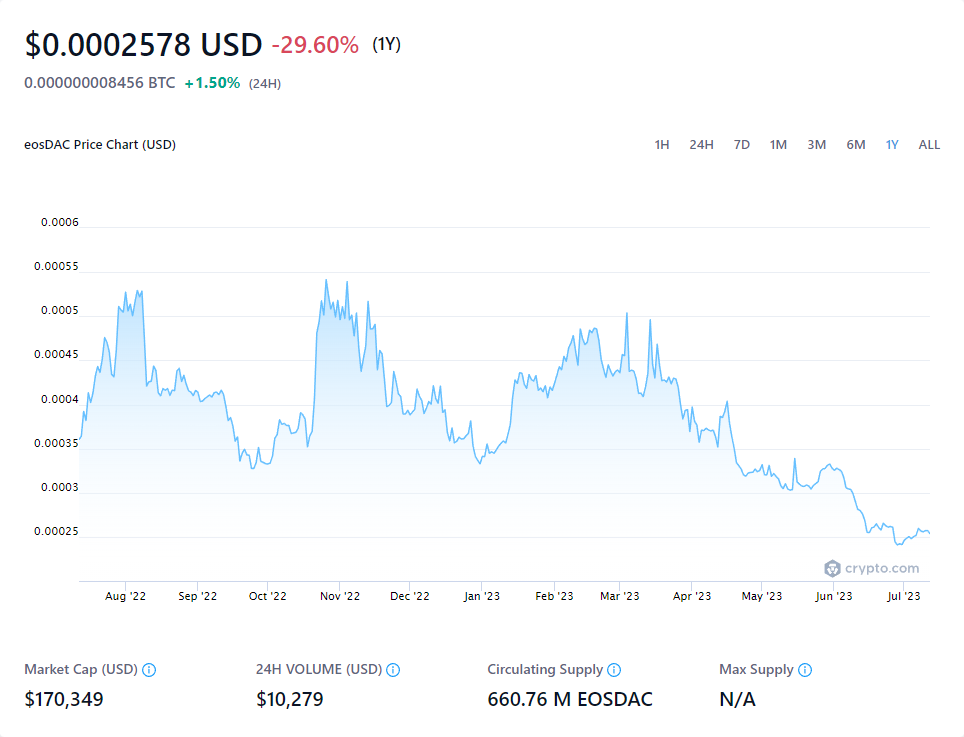 $0.0002578 USD -29.60% (1Y)
0.000000008456 BTC +1.50% (24H)
eosDAC Price Chart (USD)
1H 24H 7D 1M 3M 6M 1Y ALL
0.0006
0.00055
0.0005
0.00045
0.0004
0.00035
0.0003
0.00025
crypto.com
Aug '22 Sep '22 Oct '22 Nov '22 Dec '22 Jan '23 Feb '23 Mar '23 Apr '23 May '23 Jun '23 Jul '23
Market Cap (USD) 24H VOLUME (USD) Circulating Supply Max Supply
$170,349 $10,279 660.76 M EOSDAC N/A